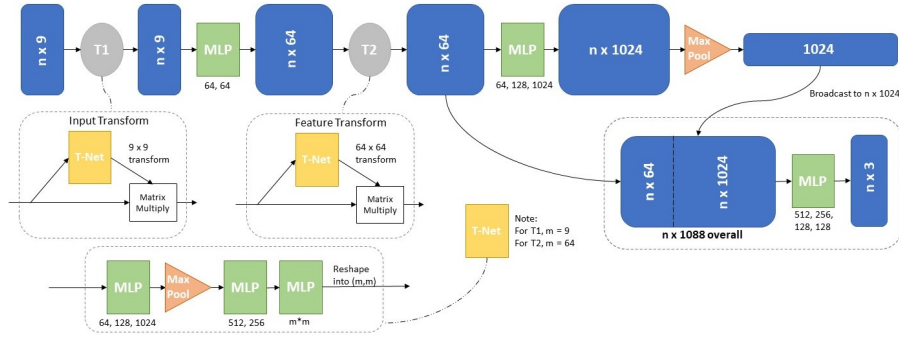 n x 9
T1
n x 9
MLP
64, 64
n x 64
T2
n x 64
MLP
64, 128, 1024
n x 1024
Max
Pool
1024
Broadcast to n x 1024
Input Transform
T-Net
9 x 9
transform
Matrix
Multiply
Feature Transform
T-Net
64 x 64
transform
Matrix
Multiply
n x 64
n x 1024
n x 1088 overall
MLP
512, 256,
128, 128
n x 3
T-Net
Note:
For T1, m = 9
For T2, m = 64
MLP
64, 128, 1024
Max
Pool
MLP
512, 256
MLP
m*m
Reshape
into (m,m)